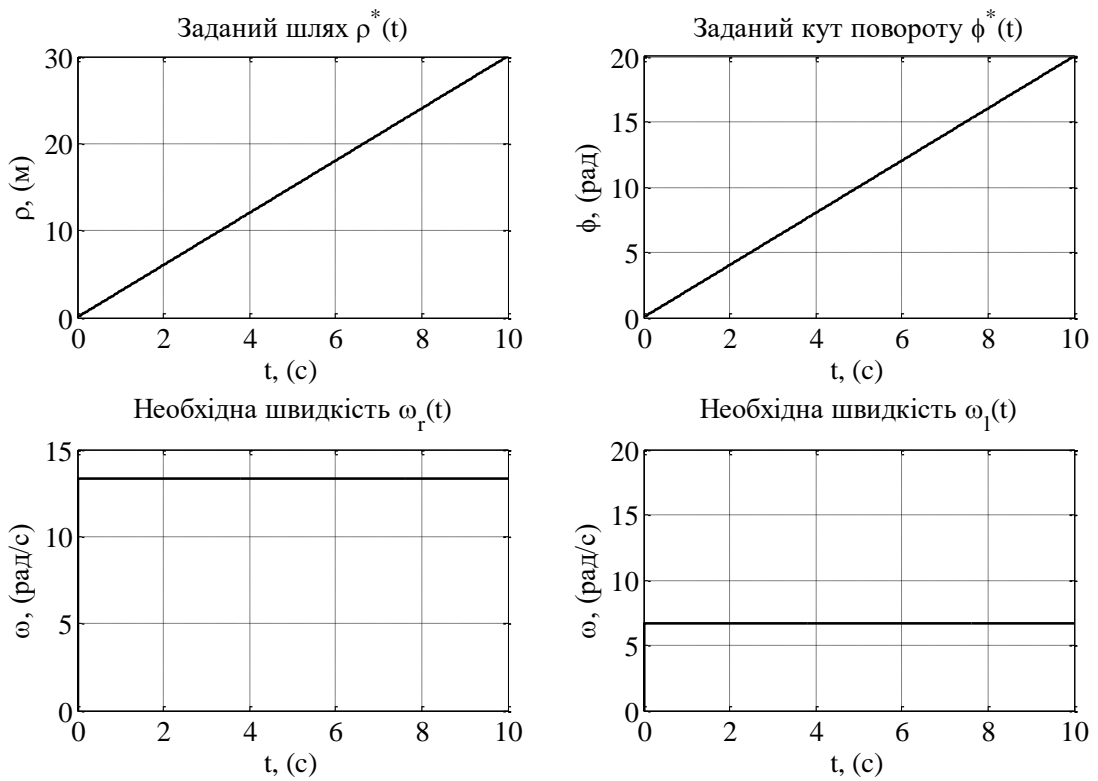 Заданий шлях ρ*(t)
30
20
10
0
ρ, (м)
0 2 4 6 8 10
t, (с)
Заданий кут повороту ϕ*(t)
20
15
10
5
0
ϕ, (рад)
0 2 4 6 8 10
t, (с)
Необхідна швидкість ω_r(t)
15
10
5
0
ω, (рад/с)
0 2 4 6 8 10
t, (с)
Необхідна швидкість ω_l(t)
20
15
10
5
0
ω, (рад/с)
0 2 4 6 8 10
t, (с)